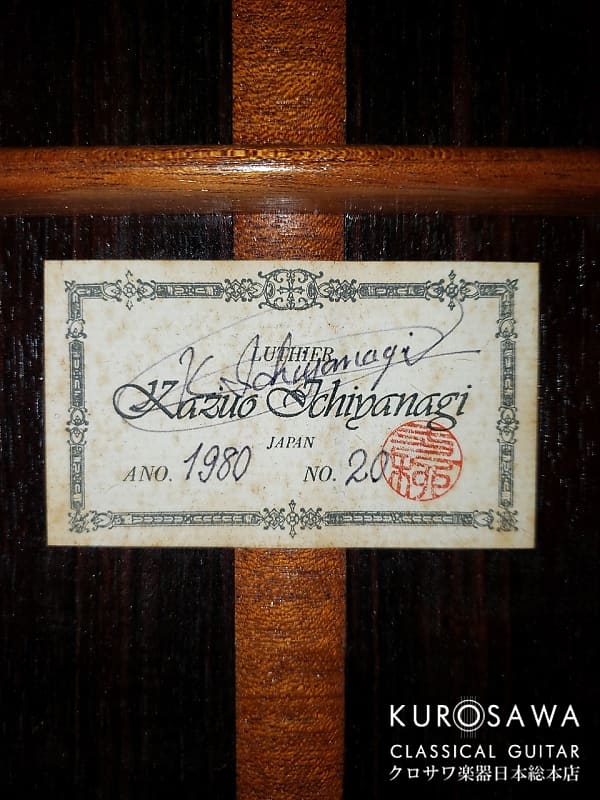 LUTHIER
K. Ichiyanagi
Kazuo Ichiyanagi
JAPAN
ANO. 1980 NO. 20
KUROSAWA
CLASSICAL GUITAR
クロサワ楽器日本総本店